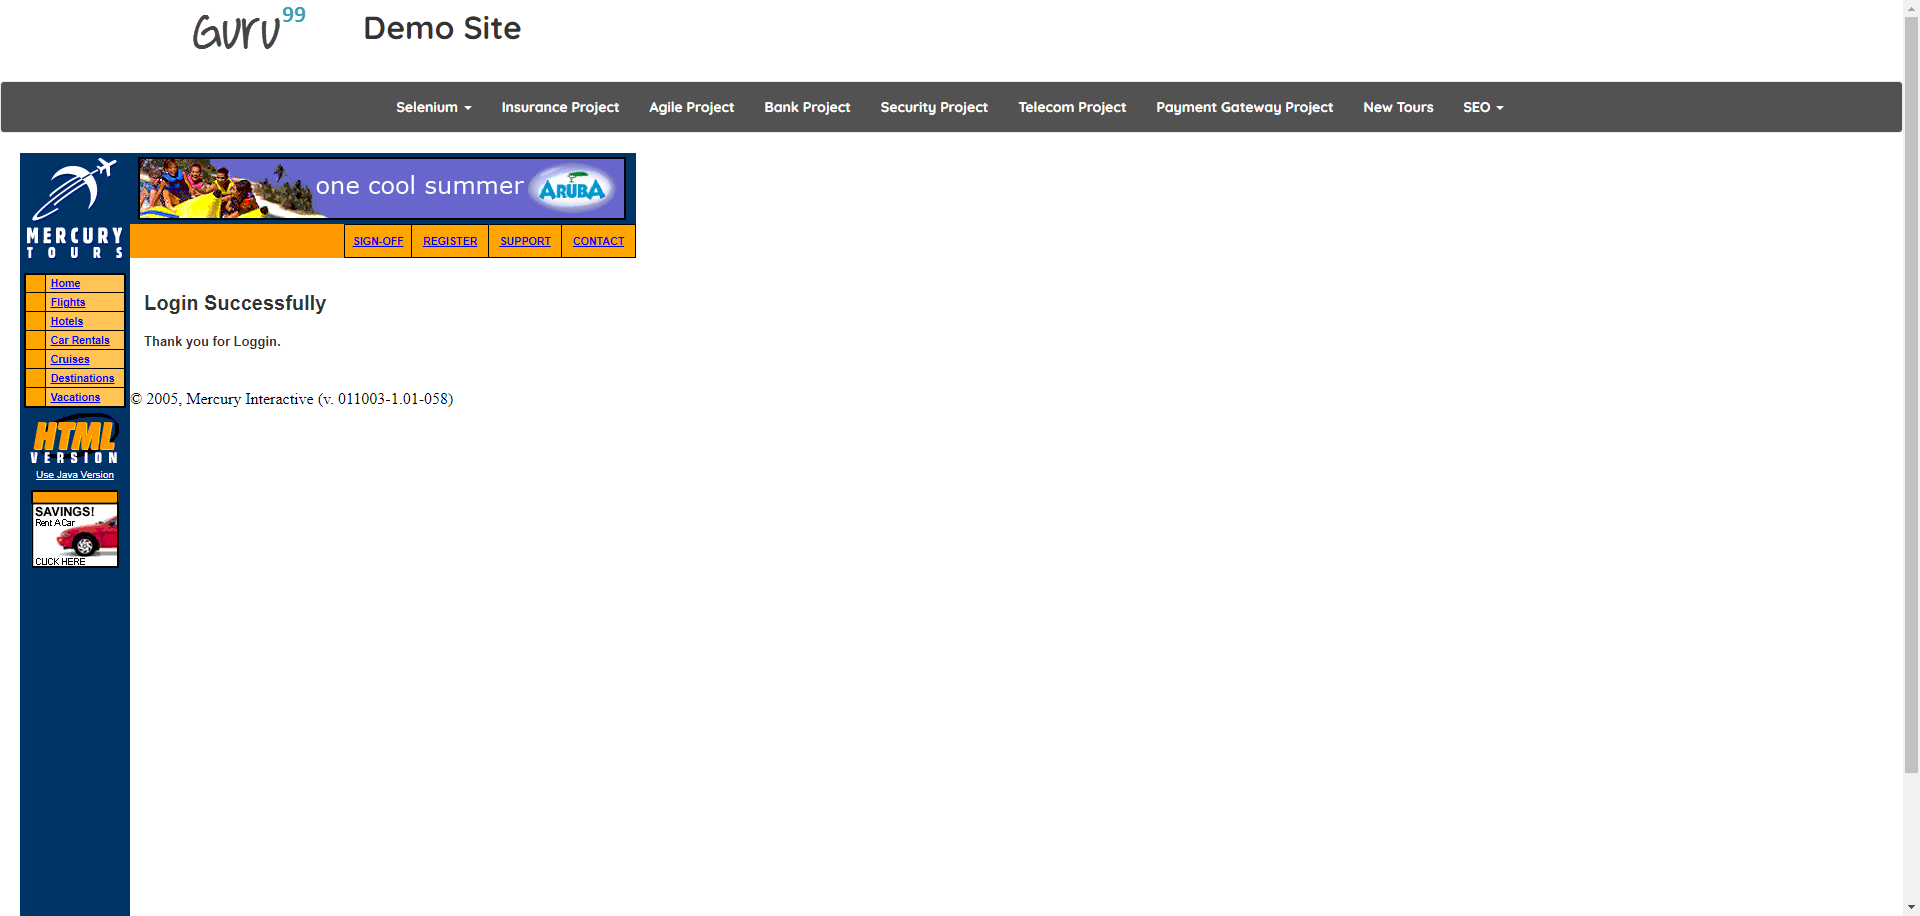 Guru99
Demo Site
Selenium Insurance Project Agile Project Bank Project Security Project Telecom Project Payment Gateway Project New Tours SEO
one cool summer ARUBA
MERCURY
TOURS
SIGN-OFF REGISTER SUPPORT CONTACT
Home
Flights
Hotels
Car Rentals
Cruises
Destinations
Vacations
Login Successfully
Thank you for Loggin.
© 2005, Mercury Interactive (v. 011003-1.01-058)
HTML
VERSION
Use Java Version
SAVINGS!
Rent A Car
CLICK HERE